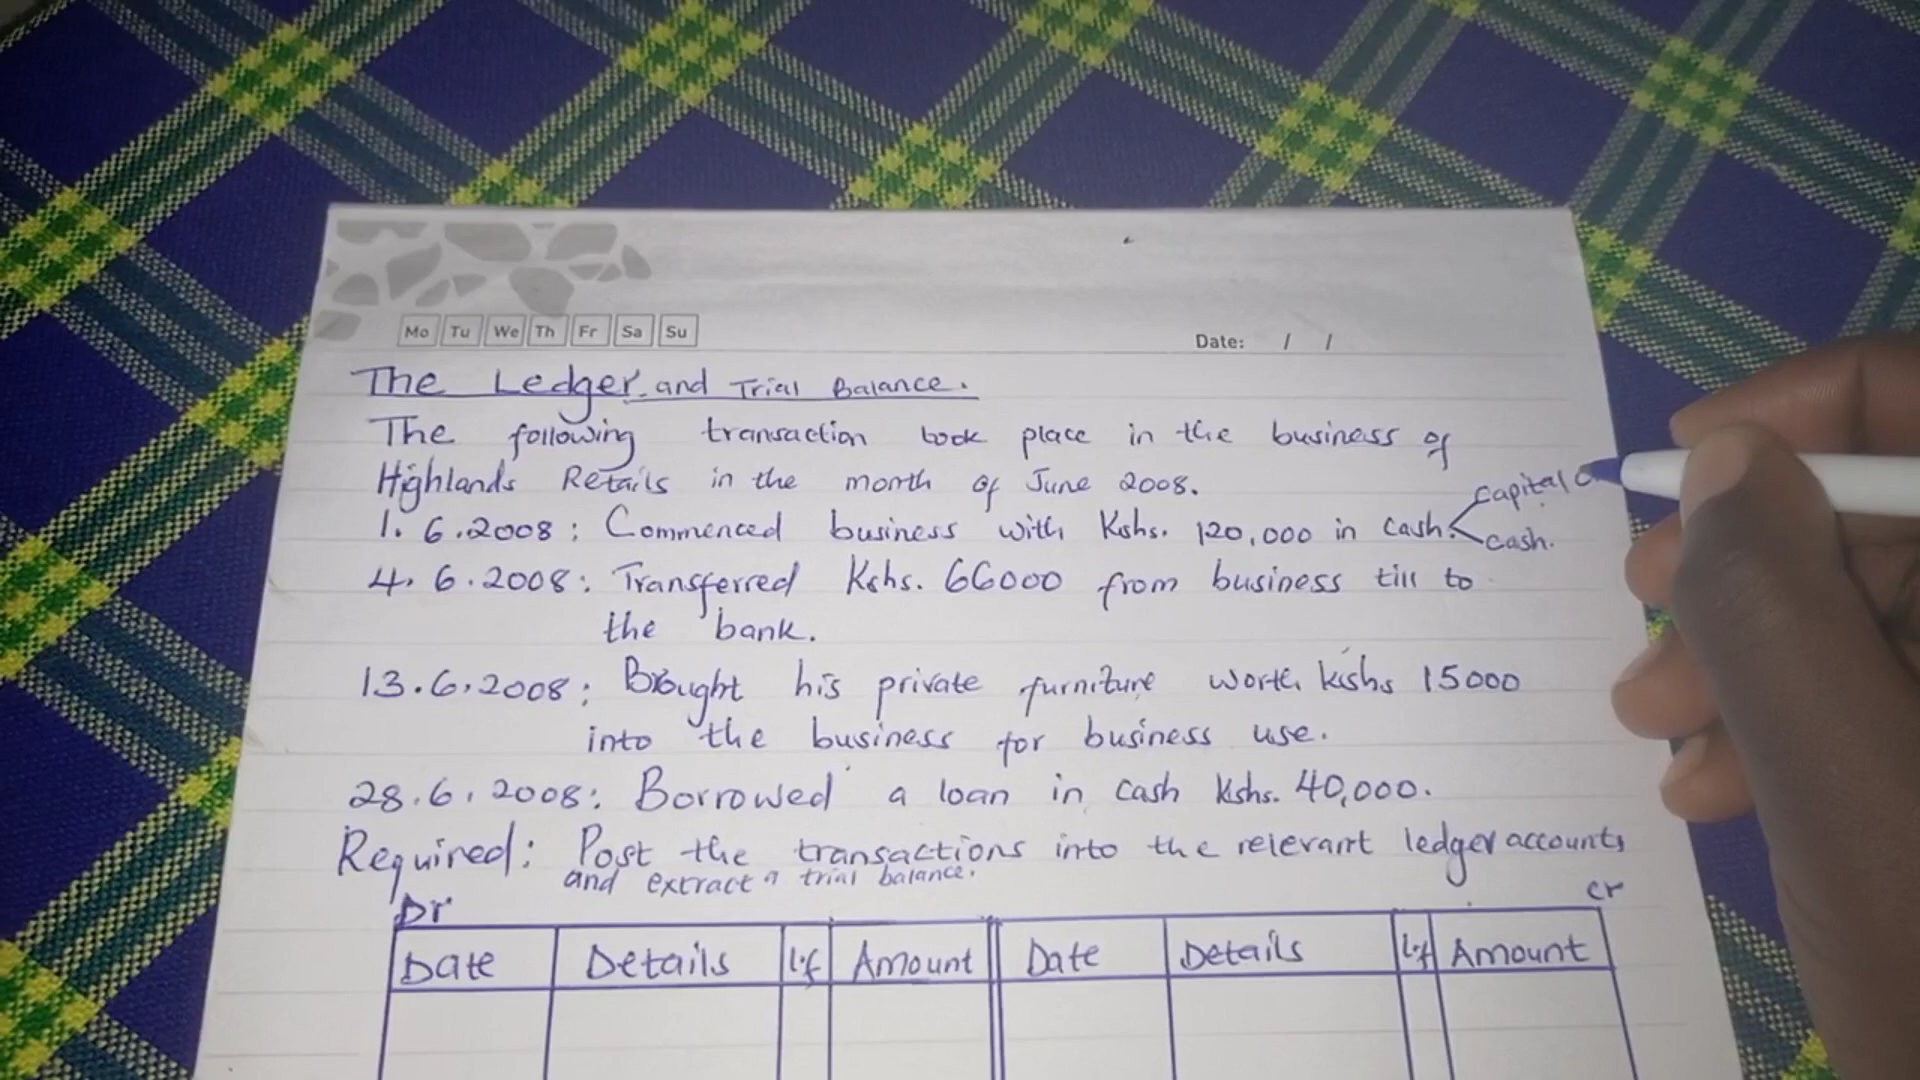 Mo Tu We Th Fr Sa Su
Date: / /
The Ledger and Trial Balance.
The following transaction took place in the business of
Highlands Retails in the month of June 2008.
capital
1. 6.2008: Commenced business with Kshs. 120,000 in cash.
cash.
4. 6.2008: Transferred Kshs. 66000 from business till to
the bank.
13.6.2008: Brought his private furniture worth kshs 15000
into the business for business use.
28.6.2008: Borrowed a loan in cash kshs. 40,000.
Required: Post the transactions into the relevant ledger accounts
and extract a trial balance.
Dr cr
Date Details l.f Amount Date Details l.f Amount